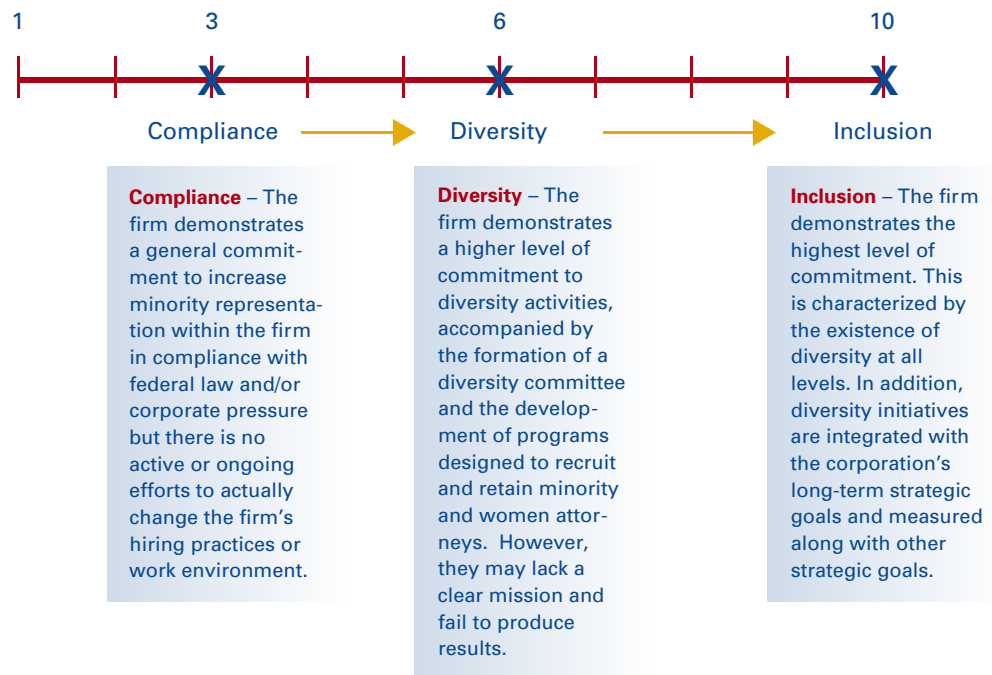 1 3 6 10
X X X
Compliance Diversity Inclusion
Compliance – The
firm demonstrates
a general commit-
ment to increase
minority representa-
tion within the firm
in compliance with
federal law and/or
corporate pressure
but there is no
active or ongoing
efforts to actually
change the firm's
hiring practices or
work environment.
Diversity – The
firm demonstrates
a higher level of
commitment to
diversity activities,
accompanied by
the formation of a
diversity committee
and the develop-
ment of programs
designed to recruit
and retain minority
and women attor-
neys.  However,
they may lack a
clear mission and
fail to produce
results.
Inclusion – The firm
demonstrates the
highest level of
commitment. This
is characterized by
the existence of
diversity at all
levels. In addition,
diversity initiatives
are integrated with
the corporation's
long-term strategic
goals and measured
along with other
strategic goals.